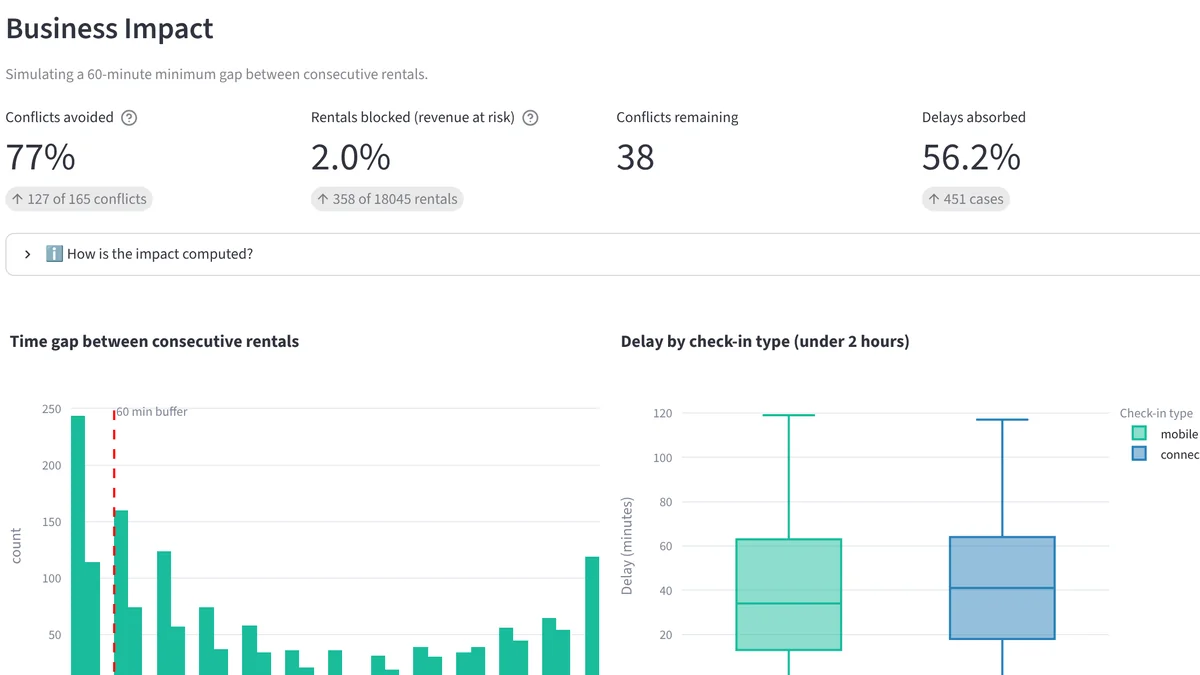 Business Impact
Simulating a 60-minute minimum gap between consecutive rentals.
Conflicts avoided
Rentals blocked (revenue at risk)
Conflicts remaining
Delays absorbed
77%
2.0%
38
56.2%
↑ 127 of 165 conflicts
↑ 358 of 18045 rentals
↑ 451 cases
ℹ️ How is the impact computed?
Time gap between consecutive rentals
250
200
150
100
50
count
60 min buffer
Delay by check-in type (under 2 hours)
120
100
80
60
40
20
Delay (minutes)
Check-in type
mobile
connec